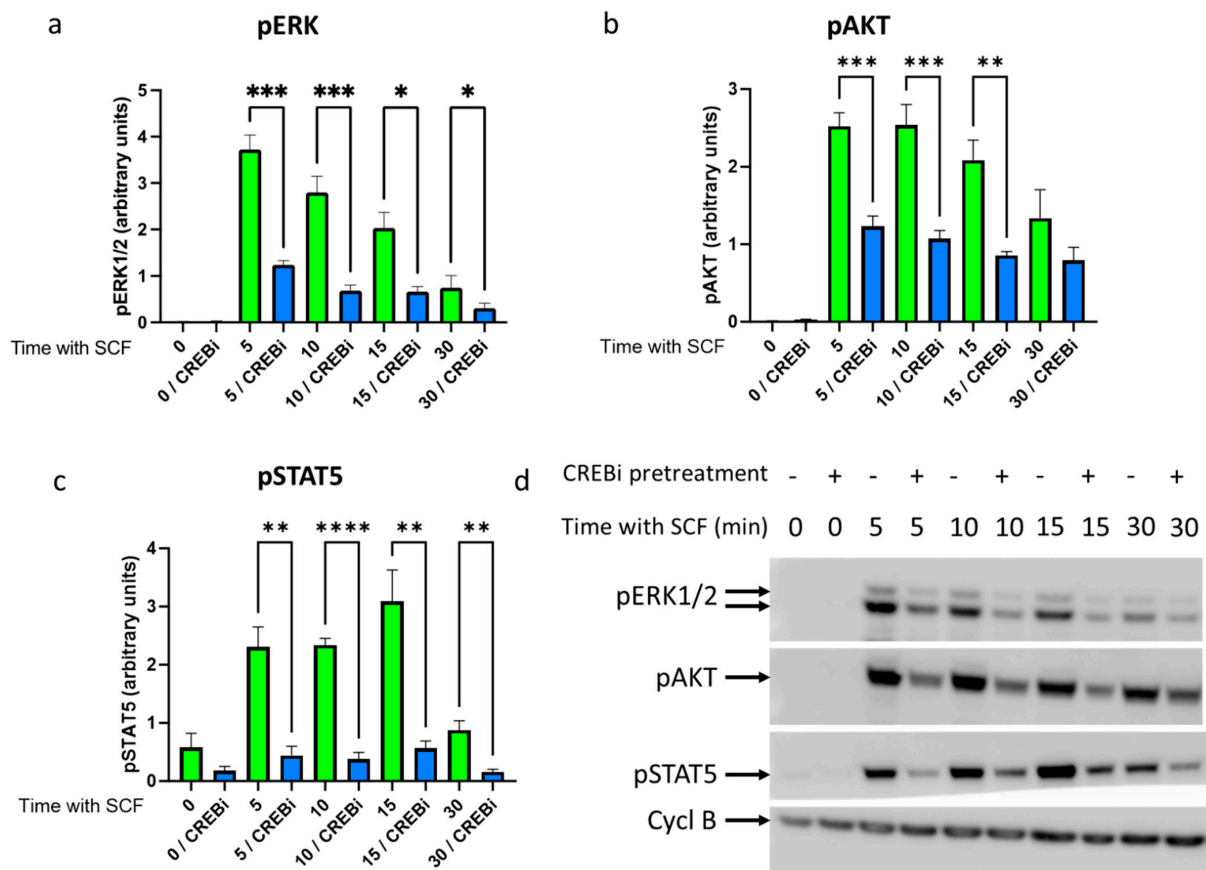 a
pERK
pERK1/2 (arbitrary units)
5
4
3
2
1
0
*** *** * *
Time with SCF
0
0 / CREBi
5
5 / CREBi
10
10 / CREBi
15
15 / CREBi
30
30 / CREBi
b
pAKT
pAKT (arbitrary units)
3
2
1
0
*** *** **
Time with SCF
0
0 / CREBi
5
5 / CREBi
10
10 / CREBi
15
15 / CREBi
30
30 / CREBi
c
pSTAT5
pSTAT5 (arbitrary units)
4
3
2
1
0
** **** ** **
Time with SCF
0
0 / CREBi
5
5 / CREBi
10
10 / CREBi
15
15 / CREBi
30
30 / CREBi
d
CREBi pretreatment - + - + - + - + - +
Time with SCF (min) 0 0 5 5 10 10 15 15 30 30
pERK1/2
pAKT
pSTAT5
Cycl B